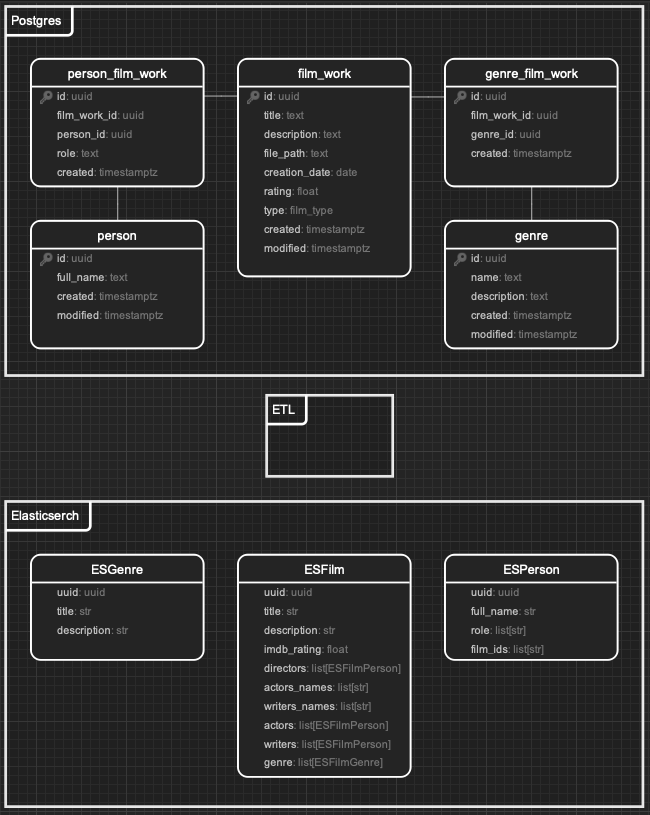 Postgres
person_film_work
id: uuid
film_work_id: uuid
person_id: uuid
role: text
created: timestamptz
film_work
id: uuid
title: text
description: text
file_path: text
creation_date: date
rating: float
type: film_type
created: timestamptz
modified: timestamptz
genre_film_work
id: uuid
film_work_id: uuid
genre_id: uuid
created: timestamptz
person
id: uuid
full_name: text
created: timestamptz
modified: timestamptz
genre
id: uuid
name: text
description: text
created: timestamptz
modified: timestamptz
ETL
Elasticserch
ESGenre
uuid: uuid
title: str
description: str
ESFilm
uuid: uuid
title: str
description: str
imdb_rating: float
directors: list[ESFilmPerson]
actors_names: list[str]
writers_names: list[str]
actors: list[ESFilmPerson]
writers: list[ESFilmPerson]
genre: list[ESFilmGenre]
ESPerson
uuid: uuid
full_name: str
role: list[str]
film_ids: list[str]